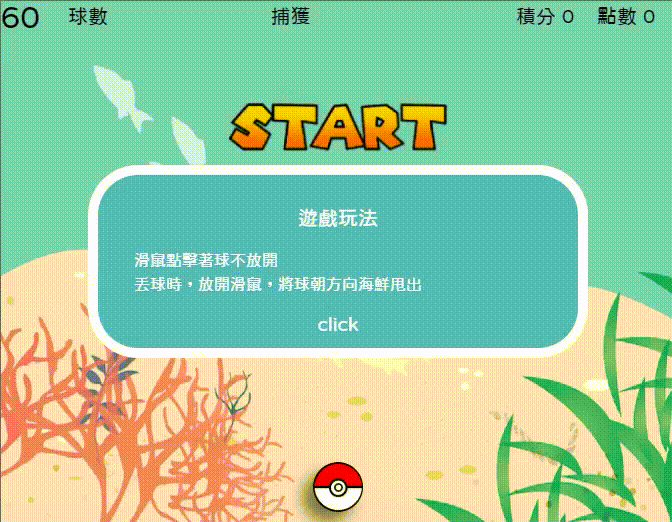 60 球數 捕獲 積分 0 點數 0
START
遊戲玩法
滑鼠點擊著球不放開
丟球時，放開滑鼠，將球朝方向海鮮甩出
click